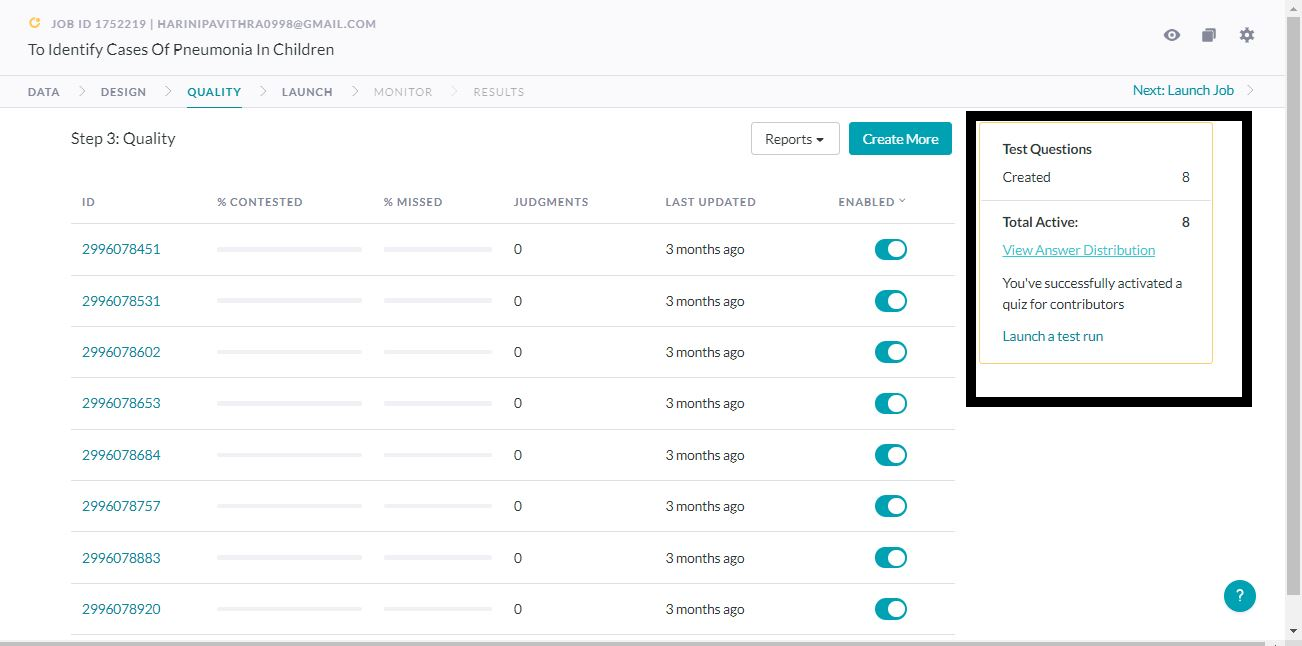 JOB ID 1752219 | HARINIPAVITHRA0998@GMAIL.COM
To Identify Cases Of Pneumonia In Children
DATA DESIGN QUALITY LAUNCH MONITOR RESULTS Next: Launch Job
Step 3: Quality Reports Create More
ID % CONTESTED % MISSED JUDGMENTS LAST UPDATED ENABLED
2996078451 0 3 months ago
2996078531 0 3 months ago
2996078602 0 3 months ago
2996078653 0 3 months ago
2996078684 0 3 months ago
2996078757 0 3 months ago
2996078883 0 3 months ago
2996078920 0 3 months ago
Test Questions
Created 8
Total Active: 8
View Answer Distribution
You've successfully activated a
quiz for contributors
Launch a test run
?